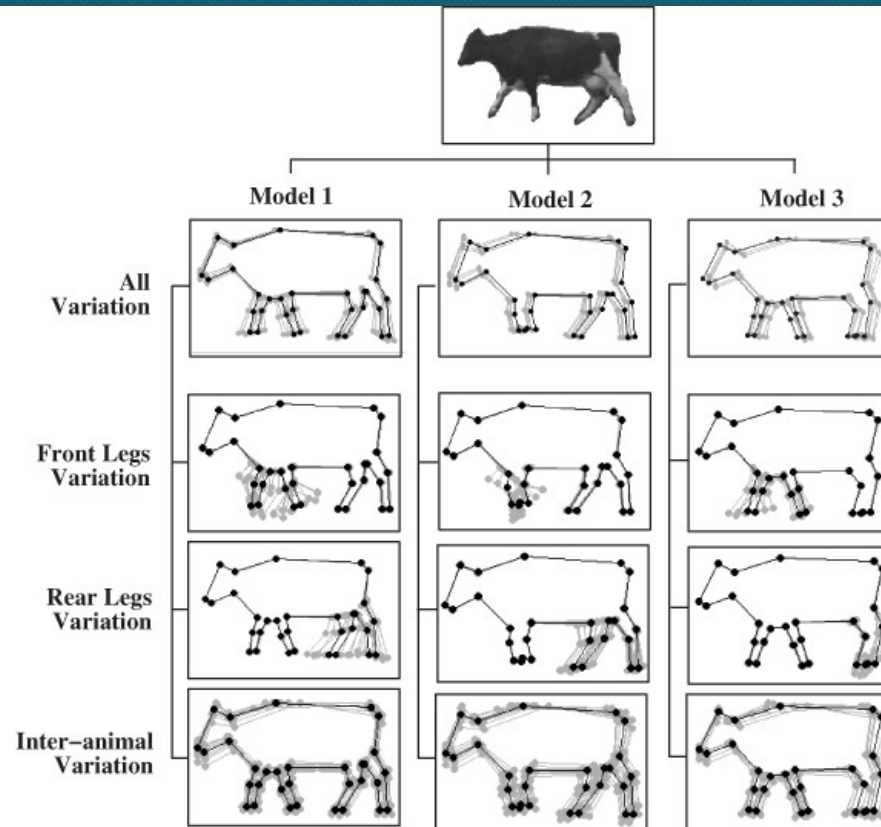 Model 1
Model 2
Model 3
All
Variation
Front Legs
Variation
Rear Legs
Variation
Inter-animal
Variation